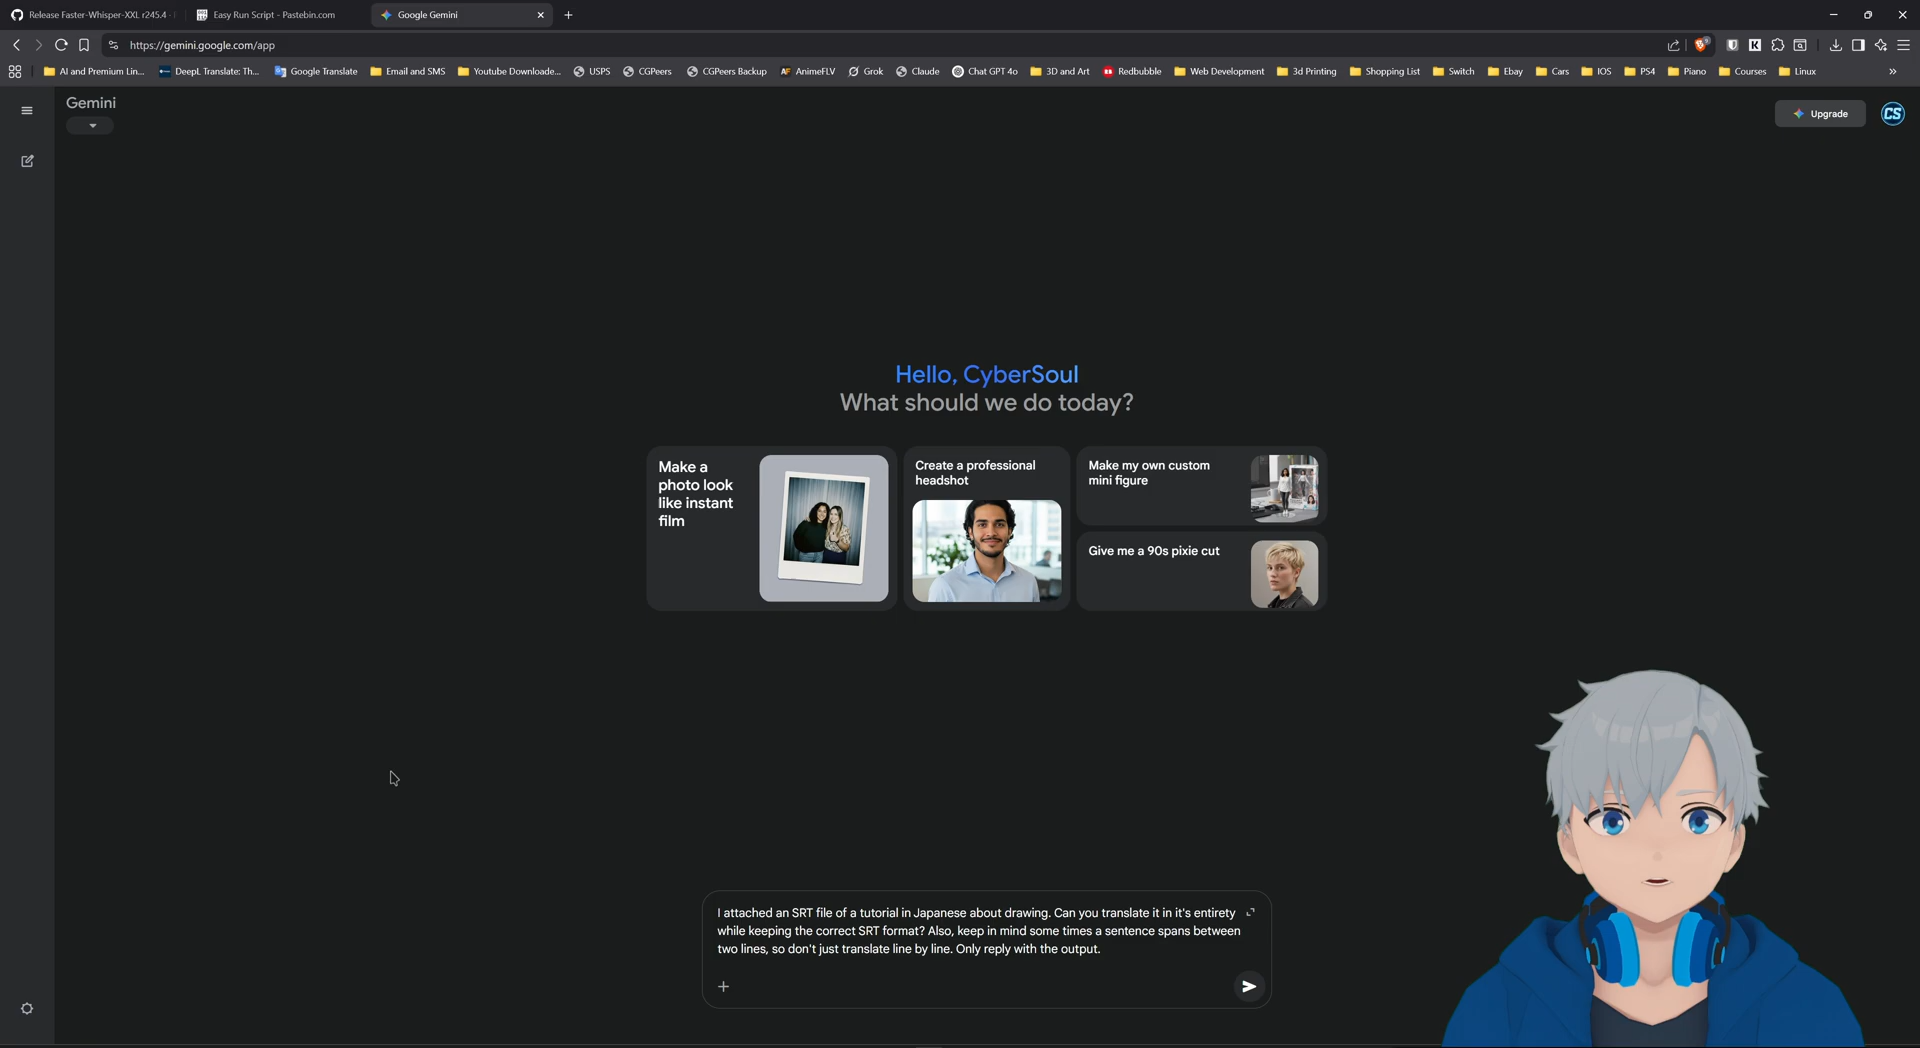 Release Faster-Whisper-XXL r245.4 ·
Easy Run Script - Pastebin.com
Google Gemini
https://gemini.google.com/app
AI and Premium Lin...
DeepL Translate: Th...
Google Translate
Email and SMS
Youtube Downloade...
USPS
CGPeers
CGPeers Backup
AnimeFLV
Grok
Claude
Chat GPT 4o
3D and Art
Redbubble
Web Development
3d Printing
Shopping List
Switch
Ebay
Cars
IOS
PS4
Piano
Courses
Linux
Gemini
Upgrade
CS
Hello, CyberSoul
What should we do today?
Make a
photo look
like instant
film
Create a professional
headshot
Make my own custom
mini figure
Give me a 90s pixie cut
I attached an SRT file of a tutorial in Japanese about drawing. Can you translate it in it's entirety
while keeping the correct SRT format? Also, keep in mind some times a sentence spans between
two lines, so don't just translate line by line. Only reply with the output.